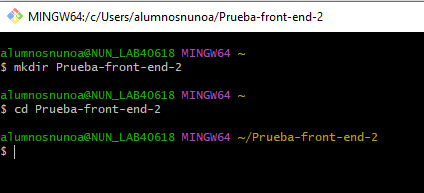 MINGW64:/c/Users/alumnosnunoa/Prueba-front-end-2
alumnosnunoa@NUN_LAB40618 MINGW64 ~
$ mkdir Prueba-front-end-2
alumnosnunoa@NUN_LAB40618 MINGW64 ~
$ cd Prueba-front-end-2
alumnosnunoa@NUN_LAB40618 MINGW64 ~/Prueba-front-end-2
$